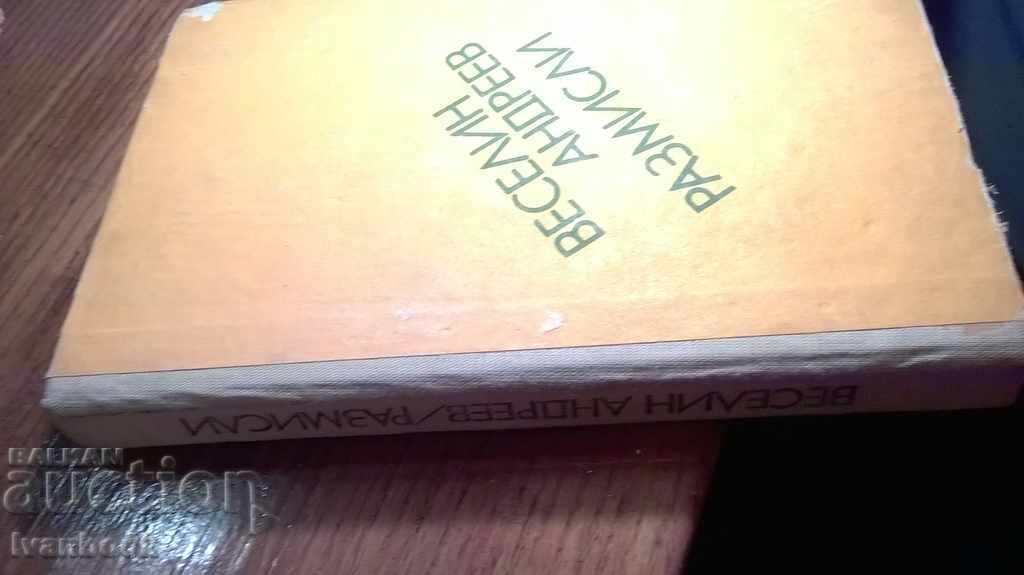 ВЕСЕЛИН
АНДРЕЕВ
РАЗМИСЛИ
ВЕСЕЛИН АНДРЕЕВ/РАЗМИСЛИ
BALKAN
auction
Ivanbook